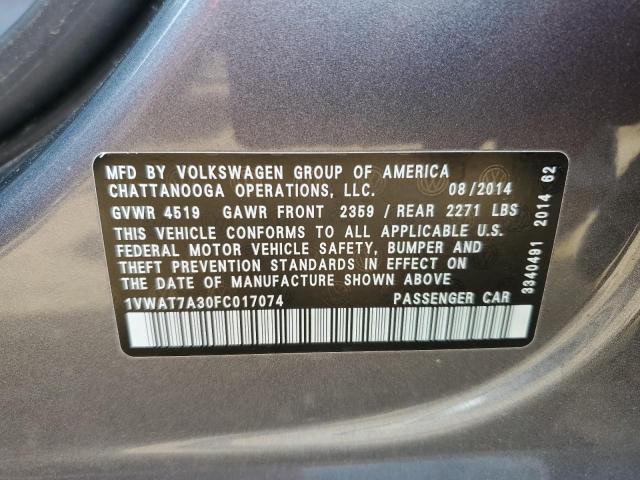 MFD BY VOLKSWAGEN GROUP OF AMERICA
CHATTANOOGA OPERATIONS, LLC. 08/2014
GVWR 4519 GAWR FRONT 2359 / REAR 2271 LBS
THIS VEHICLE CONFORMS TO ALL APPLICABLE U.S.
FEDERAL MOTOR VEHICLE SAFETY, BUMPER AND
THEFT PREVENTION STANDARDS IN EFFECT ON
THE DATE OF MANUFACTURE SHOWN ABOVE
1VWAT7A30FC017074 PASSENGER CAR
3340491 2014 62